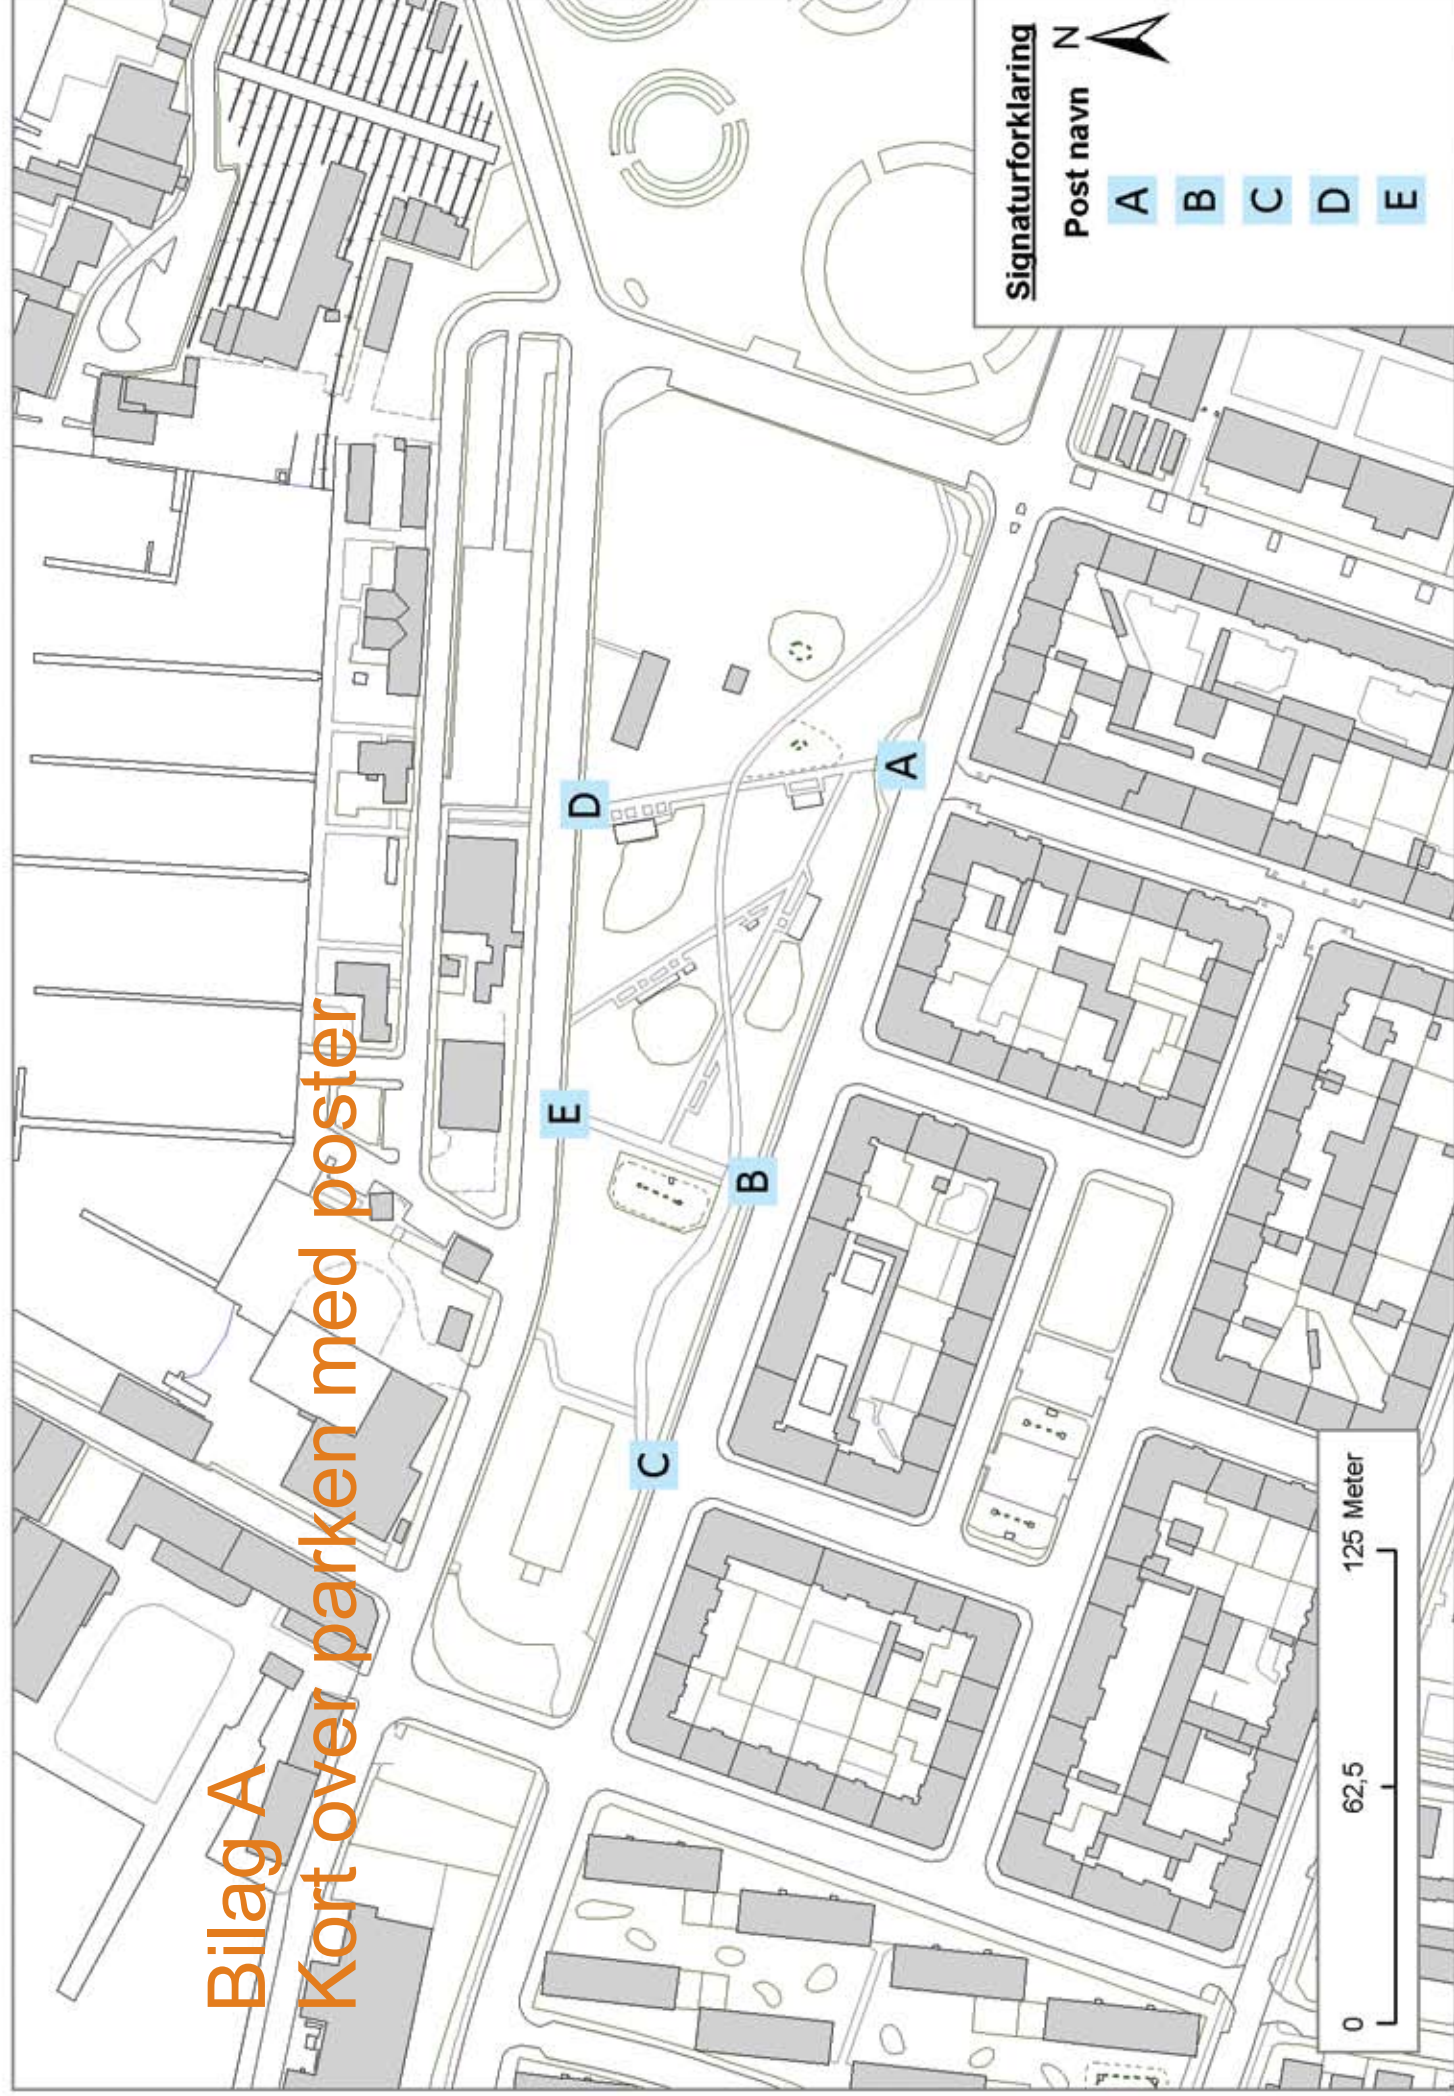 Bilag A
Kort over parken med poster
Signaturforklaring
Post navn
N
A
B
C
D
E
D
A
E
B
C
0 62,5 125 Meter